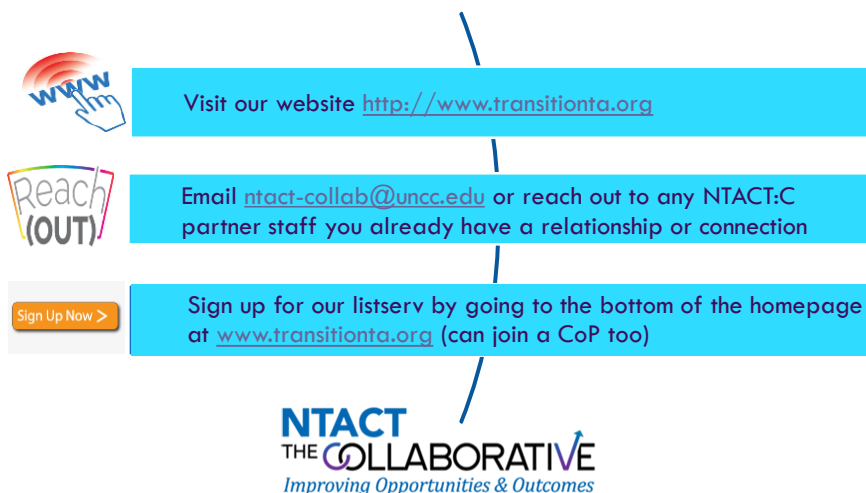 www
Visit our website http://www.transitionta.org
Reach
(OUT)
Email ntact-collab@uncc.edu or reach out to any NTACT:C
partner staff you already have a relationship or connection
Sign Up Now >
Sign up for our listserv by going to the bottom of the homepage
at www.transitionta.org (can join a CoP too)
NTACT
THE COLLABORATIVE
Improving Opportunities & Outcomes